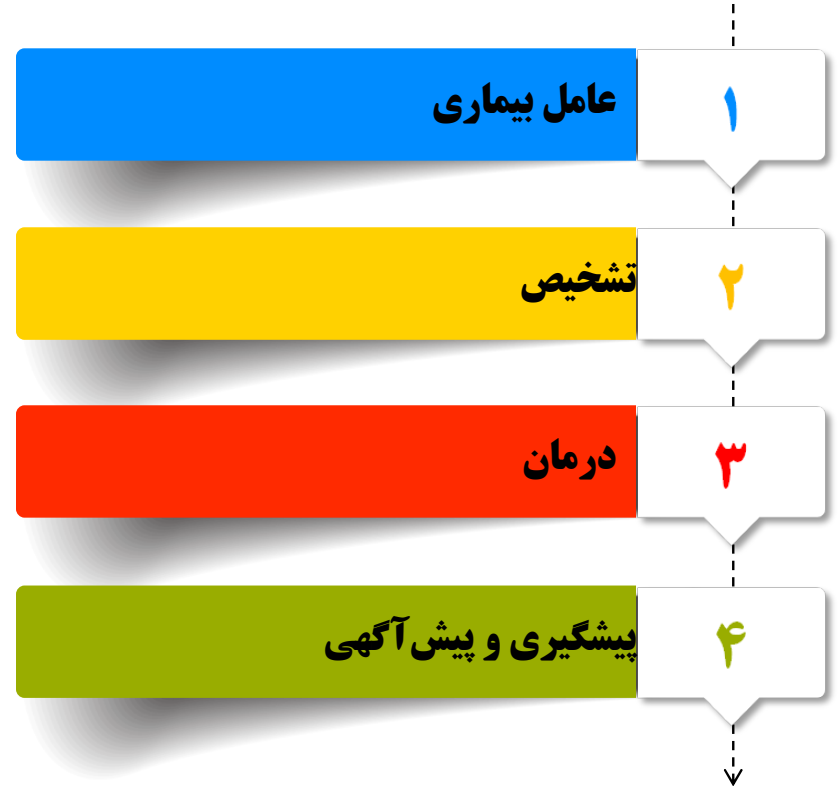 ۱
عامل بیماری
۲
تشخیص
۳
درمان
۴
پیشگیری و پیش‌آگهی